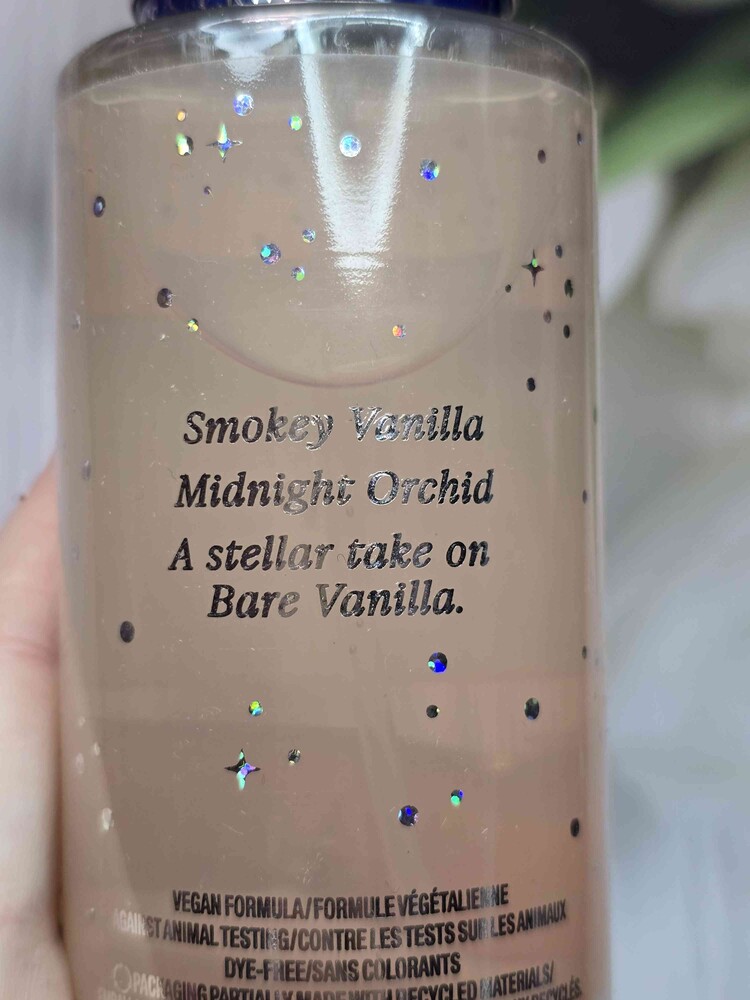 Smokey Vanilla
Midnight Orchid
A stellar take on
Bare Vanilla.
VEGAN FORMULA/FORMULE VÉGÉTALIENNE
AGAINST ANIMAL TESTING/CONTRE LES TESTS SUR LES ANIMAUX
DYE-FREE/SANS COLORANTS
PACKAGING PARTIALLY MADE WITH RECYCLED MATERIALS/